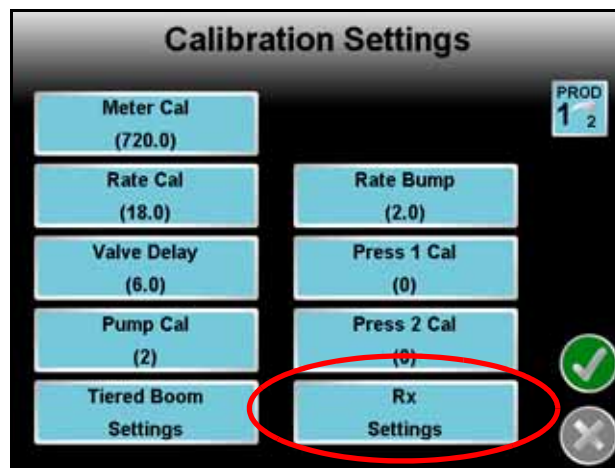 Calibration Settings
PROD
1 2
Meter Cal
(720.0)
Rate Cal
(18.0)
Rate Bump
(2.0)
Valve Delay
(6.0)
Press 1 Cal
(0)
Pump Cal
(2)
Press 2 Cal
(0)
Tiered Boom
Settings
Rx
Settings